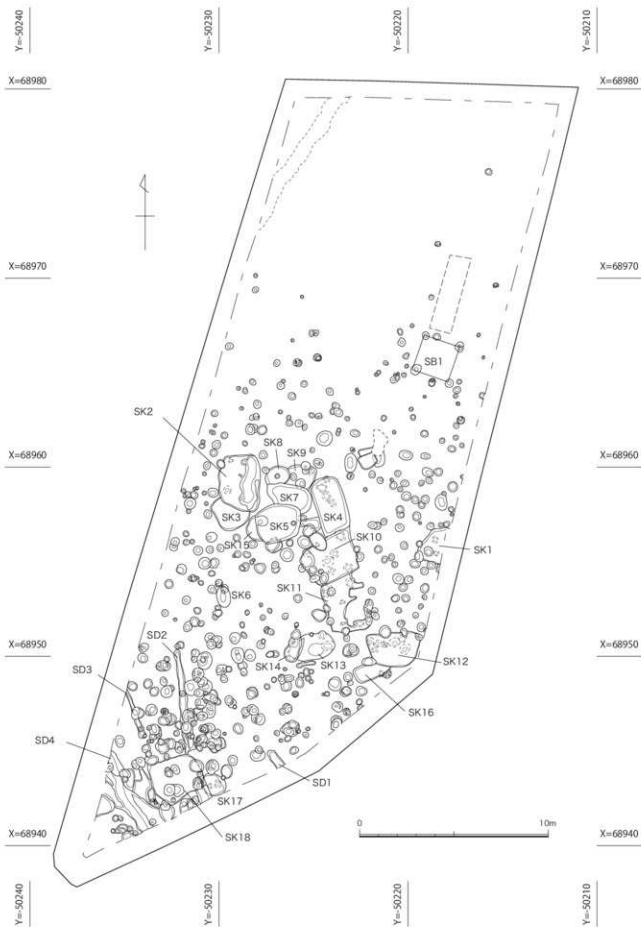 Y=-50240
Y=-50230
Y=-50220
Y=-50210
X=68980
X=68980
X=68970
X=68970
SB1
SK2
SK8
SK9
X=68960
X=68960
SK7
SK4
SK3
SK5
SK10
SK15
SK1
SK11
SK6
SD2
X=68950
X=68950
SK14
SK13
SK12
SD3
SK16
SD4
SD1
SK17
SK18
X=68940
X=68940
0
10m
Y=-50240
Y=-50230
Y=-50220
Y=-50210